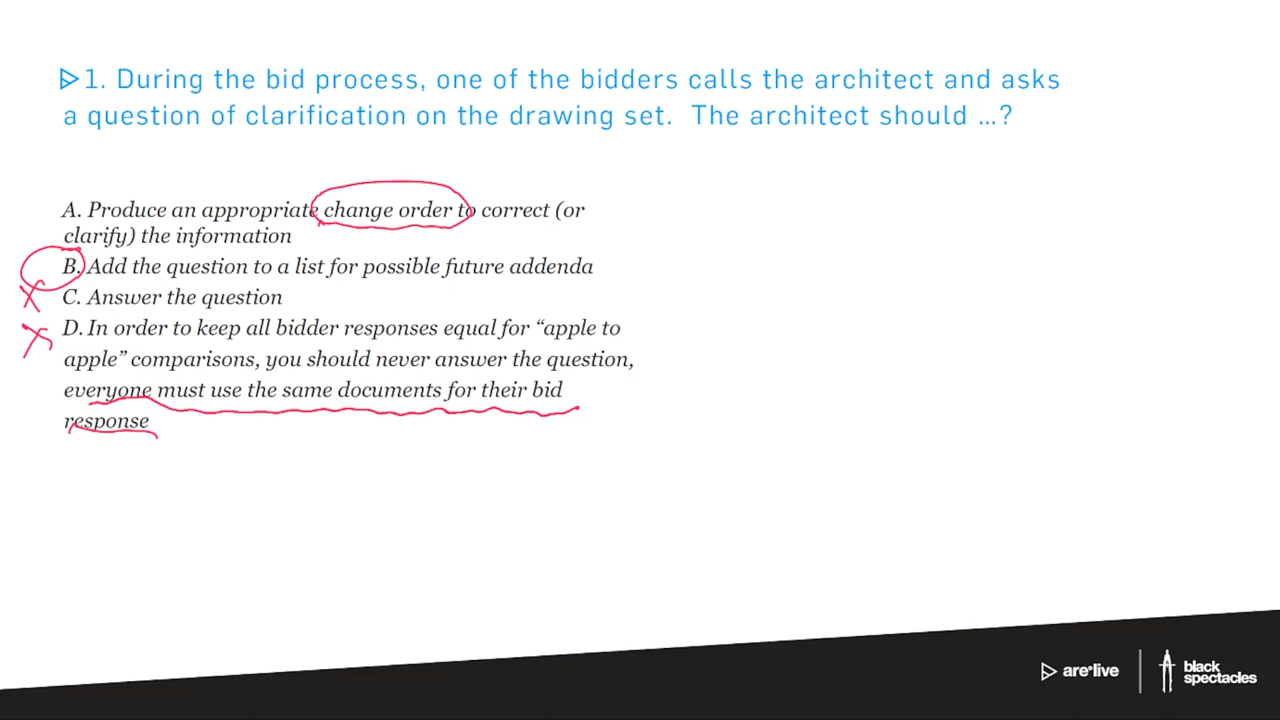 1. During the bid process, one of the bidders calls the architect and asks
a question of clarification on the drawing set. The architect should ...?
A. Produce an appropriate change order to correct (or
clarify) the information
B. Add the question to a list for possible future addenda
C. Answer the question
D. In order to keep all bidder responses equal for “apple to
apple” comparisons, you should never answer the question,
everyone must use the same documents for their bid
response
are•live
black
spectacles